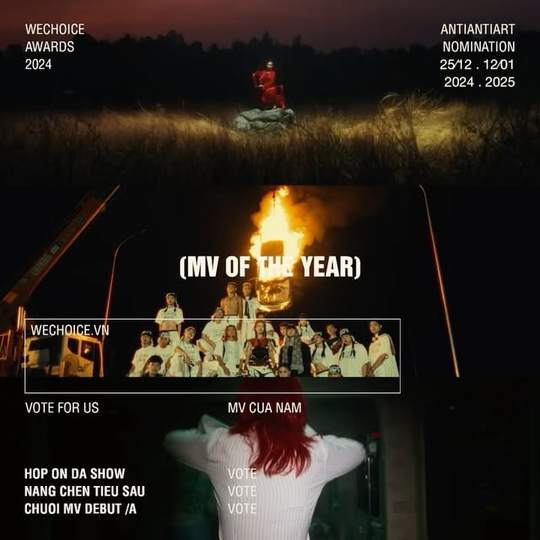 WECHOICE
AWARDS
2024
ANTIANTIART
NOMINATION
25/12 . 12/01
2024 . 2025
(MV OF THE YEAR)
WECHOICE.VN
VOTE FOR US
MV CUA NAM
HOP ON DA SHOW VOTE
NANG CHEN TIEU SAU VOTE
CHUOI MV DEBUT /A VOTE